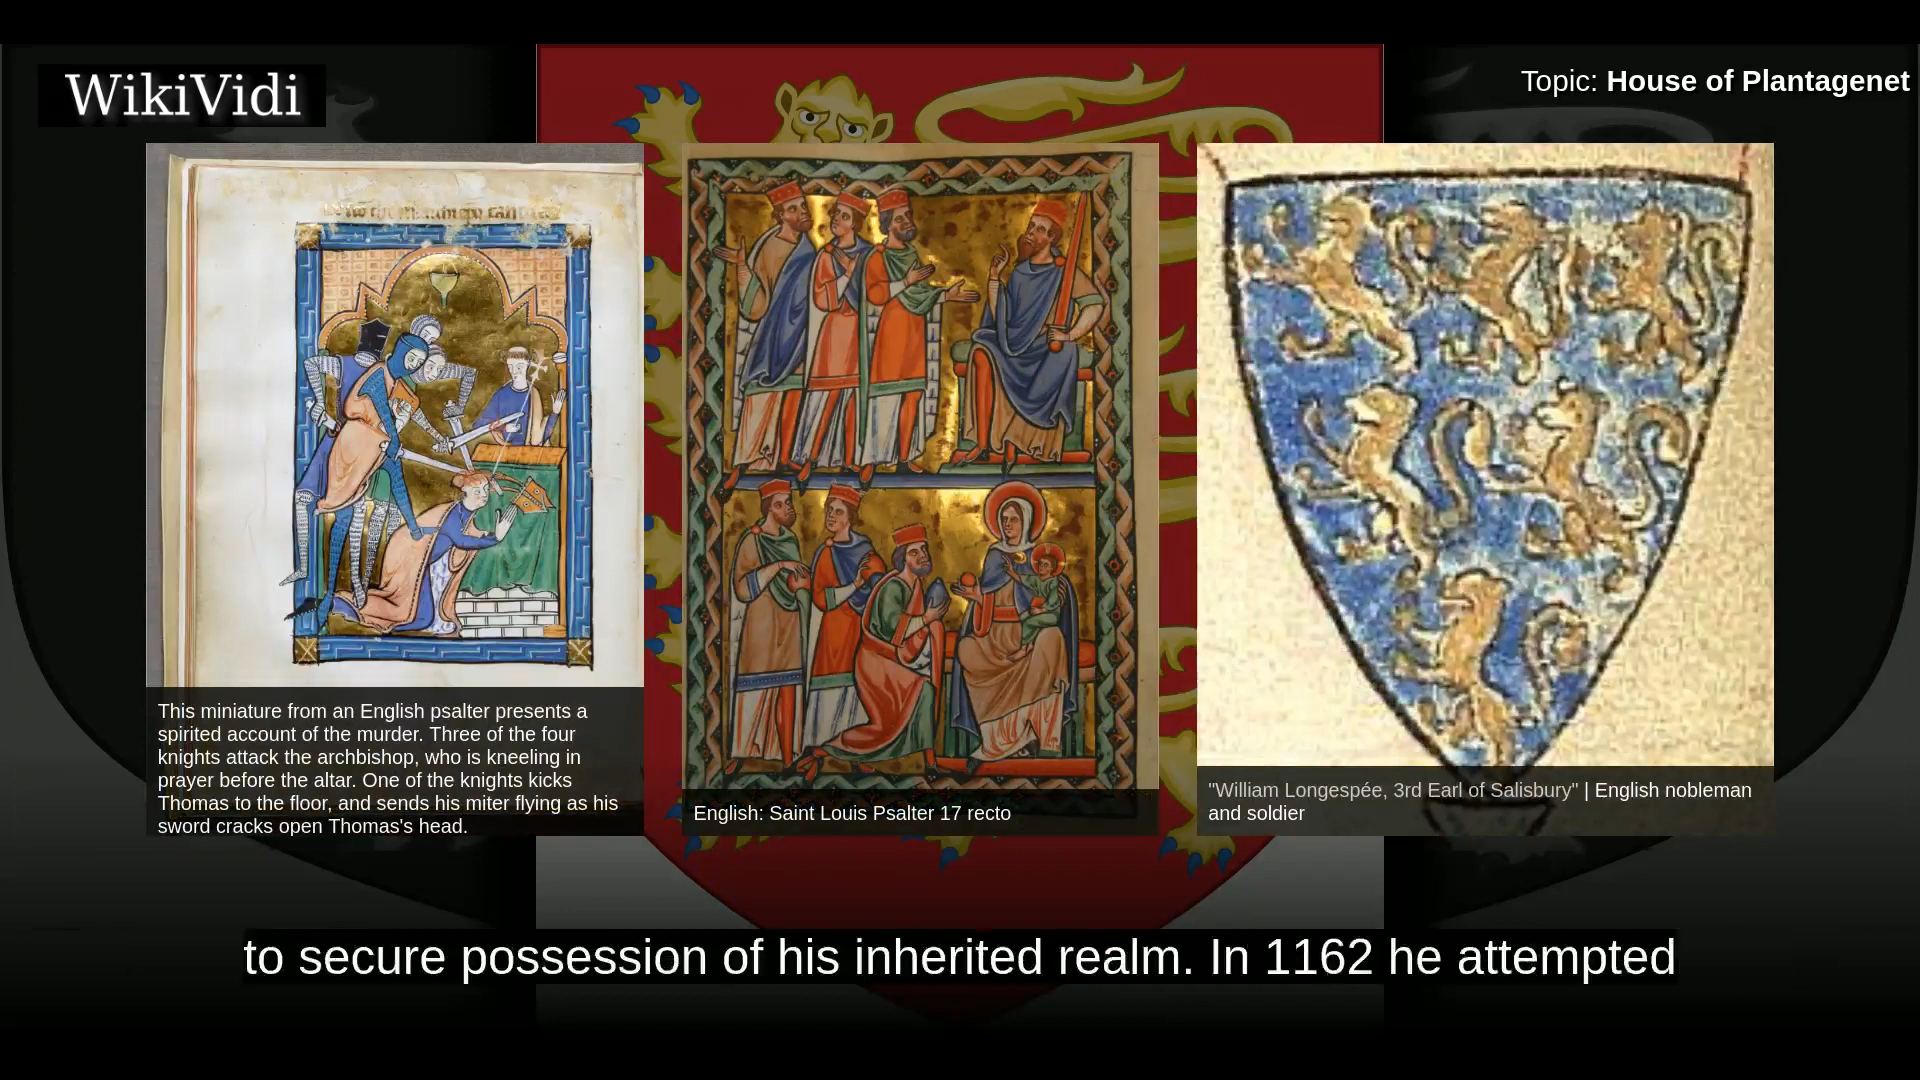 WikiVidi
Topic: House of Plantagenet
This miniature from an English psalter presents a
spirited account of the murder. Three of the four
knights attack the archbishop, who is kneeling in
prayer before the altar. One of the knights kicks
Thomas to the floor, and sends his miter flying as his
sword cracks open Thomas's head.
English: Saint Louis Psalter 17 recto
"William Longespée, 3rd Earl of Salisbury" | English nobleman
and soldier
to secure possession of his inherited realm. In 1162 he attempted